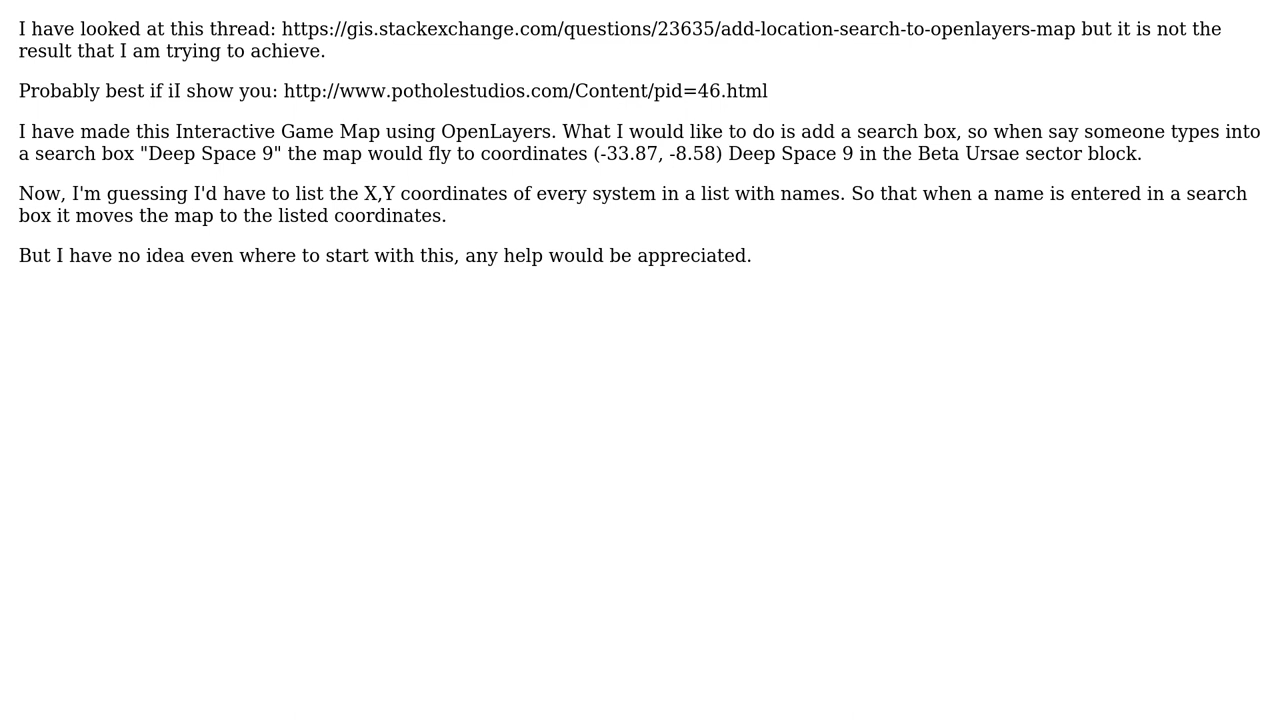 I have looked at this thread: https://gis.stackexchange.com/questions/23635/add-location-search-to-openlayers-map but it is not the
result that I am trying to achieve.
Probably best if iI show you: http://www.potholestudios.com/Content/pid=46.html
I have made this Interactive Game Map using OpenLayers. What I would like to do is add a search box, so when say someone types into
a search box "Deep Space 9" the map would fly to coordinates (-33.87, -8.58) Deep Space 9 in the Beta Ursae sector block.
Now, I'm guessing I'd have to list the X,Y coordinates of every system in a list with names. So that when a name is entered in a search
box it moves the map to the listed coordinates.
But I have no idea even where to start with this, any help would be appreciated.